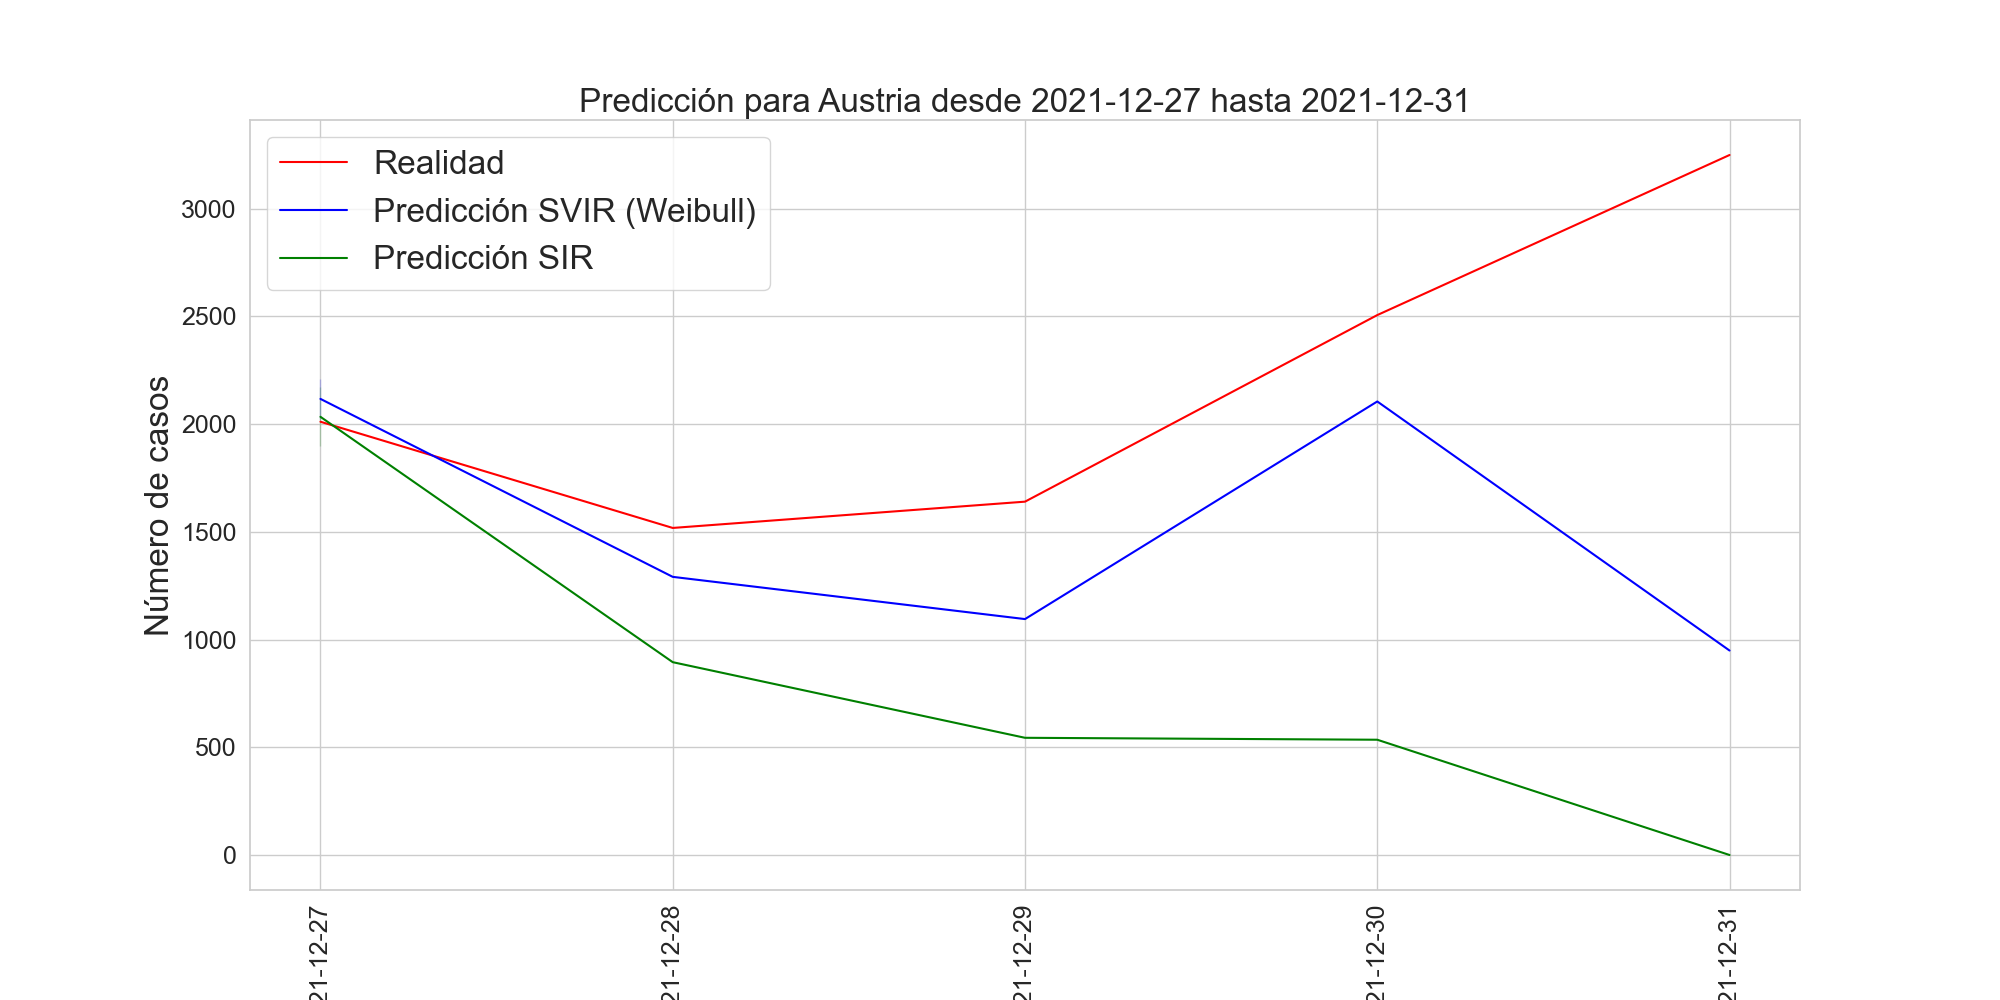 Predicción para Austria desde 2021-12-27 hasta 2021-12-31
Realidad
Predicción SVIR (Weibull)
Predicción SIR
Número de casos
3000
2500
2000
1500
1000
500
0
21-12-27
21-12-28
21-12-29
21-12-30
21-12-31